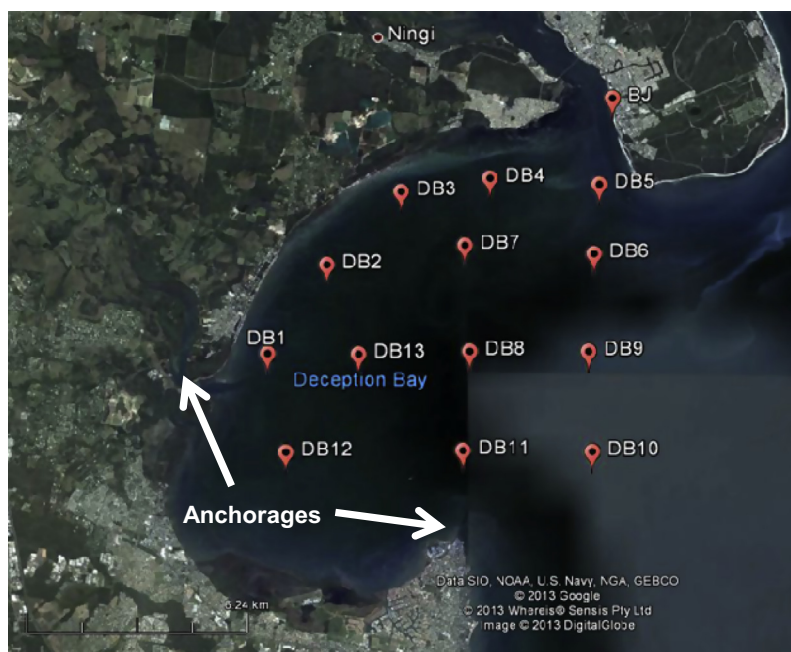 Ningi
BJ
DB3
DB4
DB5
DB2
DB7
DB6
DB1
DB13
DB8
DB9
Deception Bay
DB12
DB11
DB10
Anchorages
Data SIO, NOAA, U.S. Navy, NGA, GEBCO
© 2013 Google
© 2013 Whereis® Sensis Pty Ltd
Image © 2013 DigitalGlobe
6.24 km